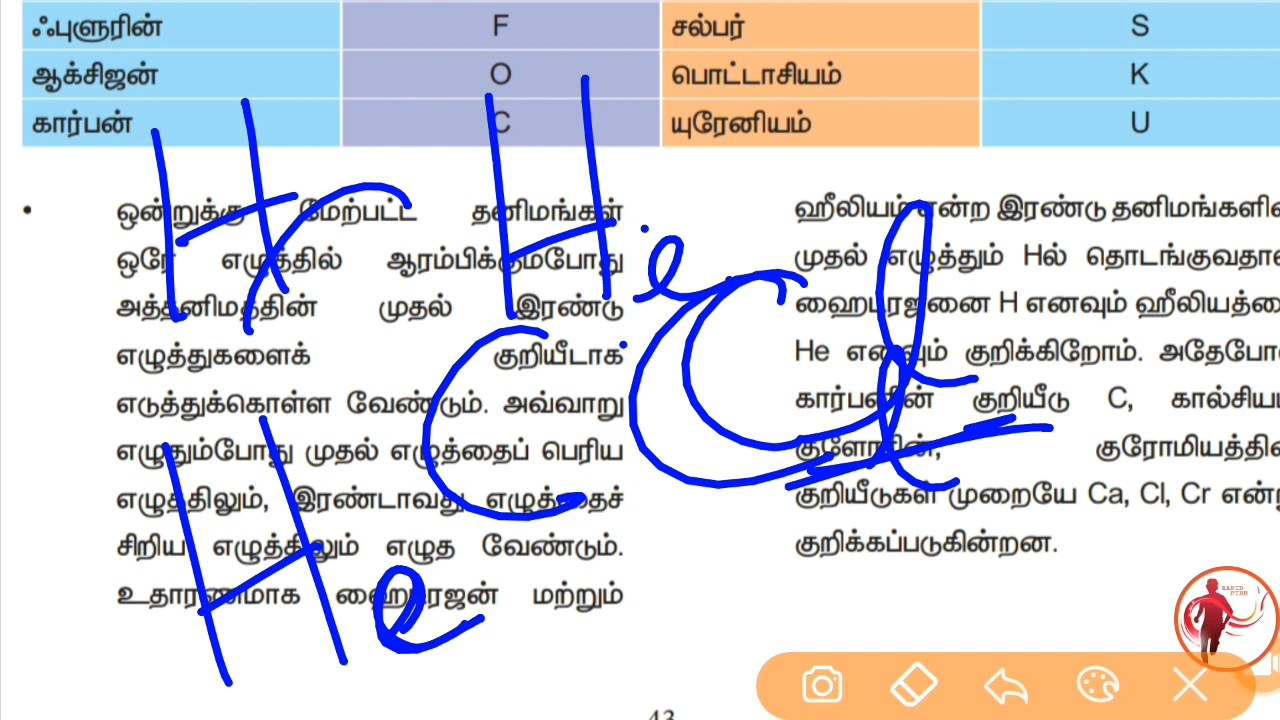 ஃபுளுரின் F சல்பர் S
ஆக்சிஜன் O பொட்டாசியம் K
கார்பன் C யுரேனியம் U
• ஒன்றுக்கு மேற்பட்ட தனிமங்கள்
ஒரே எழுத்தில் ஆரம்பிக்கும்போது
அத்தனிமத்தின் முதல் இரண்டு
எழுத்துகளைக் குறியீடாக
எடுத்துக்கொள்ள வேண்டும். அவ்வாறு
எழுதும்போது முதல் எழுத்தைப் பெரிய
எழுத்திலும், இரண்டாவது எழுத்தைச்
சிறிய எழுத்திலும் எழுத வேண்டும்.
உதாரணமாக ஹைட்ரஜன் மற்றும்
ஹீலியம் என்ற இரண்டு தனிமங்களி
முதல் எழுத்தும் Hல் தொடங்குவதா
ஹைட்ரஜனை H எனவும் ஹீலியத்
He எனவும் குறிக்கிறோம். அதேபோ
கார்பனின் குறியீடு C, கால்சிய
குளோரின், குரோமியத்தி
குறியீடுகள் முறையே Ca, Cl, Cr என்
குறிக்கப்படுகின்றன.
Hr He
C Cl
He
RAPID FIRE